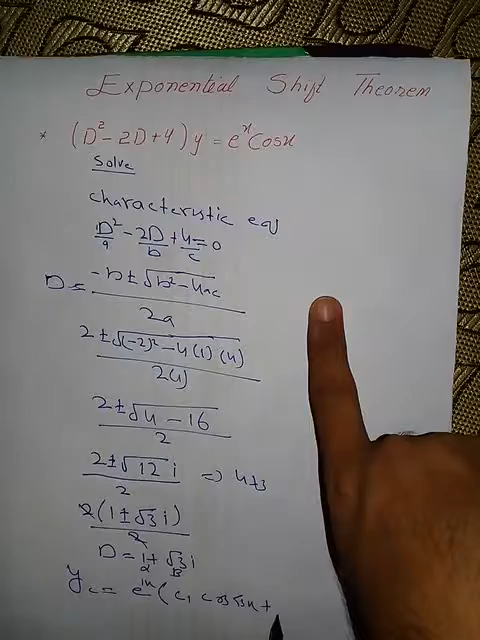 Exponential Shift Theorem
* (D² - 2D + 4) y = eˣ Cosx
Solve
characteristic eq
D² - 2D + 4 = 0
a b c
D = -b ± √b² - 4ac
2a
2 ± √(-2)² - 4(1)(4)
2(1)
2 ± √4 - 16
2
2 ± √12 i ⇒ 4×3
2
2(1 ± √3 i)
2
D = 1 ± √3 i
α B
y_c = e^{1x} ( c₁ cos √3x +